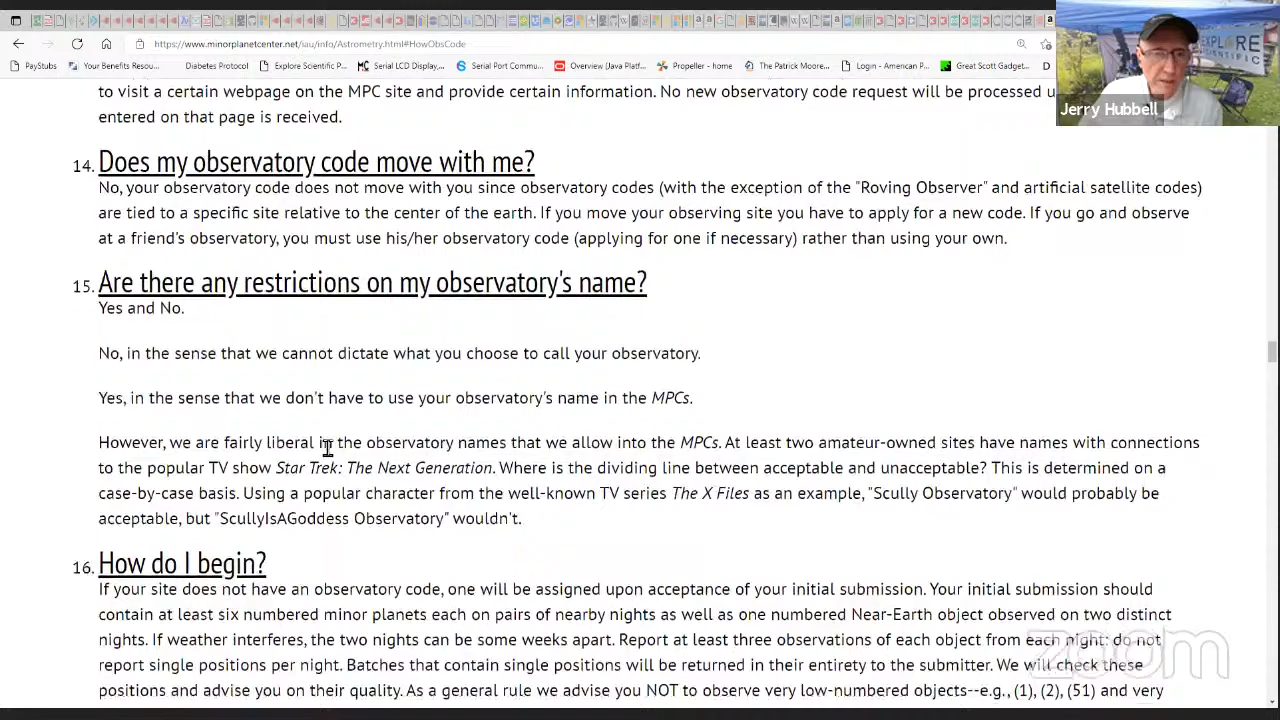 https://www.minorplanetcenter.net/iau/info/Astrometry.html#HowObsCode
PayStubs
Your Benefits Resou...
Diabetes Protocol
Explore Scientific P...
Serial LCD Display,...
Serial Port Commu...
Overview (Java Platf...
Propeller - home
The Patrick Moore...
Login - American P...
Great Scott Gadget...
D
EXPLORE
SCIENTIFIC
Jerry Hubbell
to visit a certain webpage on the MPC site and provide certain information. No new observatory code request will be processed
entered on that page is received.
14. Does my observatory code move with me?
No, your observatory code does not move with you since observatory codes (with the exception of the "Roving Observer" and artificial satellite codes)
are tied to a specific site relative to the center of the earth. If you move your observing site you have to apply for a new code. If you go and observe
at a friend's observatory, you must use his/her observatory code (applying for one if necessary) rather than using your own.
15. Are there any restrictions on my observatory's name?
Yes and No.
No, in the sense that we cannot dictate what you choose to call your observatory.
Yes, in the sense that we don't have to use your observatory's name in the MPCs.
However, we are fairly liberal in the observatory names that we allow into the MPCs. At least two amateur-owned sites have names with connections
to the popular TV show Star Trek: The Next Generation. Where is the dividing line between acceptable and unacceptable? This is determined on a
case-by-case basis. Using a popular character from the well-known TV series The X Files as an example, "Scully Observatory" would probably be
acceptable, but "ScullyIsAGoddess Observatory" wouldn't.
16. How do I begin?
If your site does not have an observatory code, one will be assigned upon acceptance of your initial submission. Your initial submission should
contain at least six numbered minor planets each on pairs of nearby nights as well as one numbered Near-Earth object observed on two distinct
nights. If weather interferes, the two nights can be some weeks apart. Report at least three observations of each object from each night: do not
report single positions per night. Batches that contain single positions will be returned in their entirety to the submitter. We will check these
positions and advise you on their quality. As a general rule we advise you NOT to observe very low-numbered objects--e.g., (1), (2), (51) and very
zoom